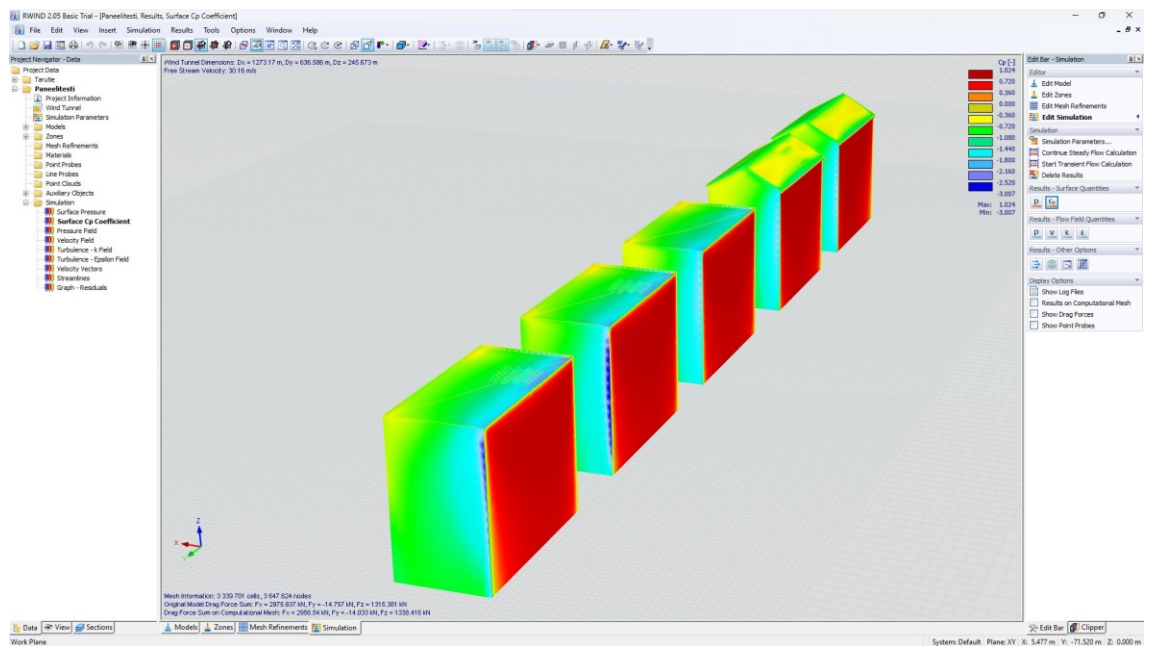 RWIND 2.05 Basic Trial - [Paneelitesti, Results, Surface Cp Coefficient]
File Edit View Insert Simulation Results Tools Options Window Help
Project Navigator - Data
Project Data
Tarutie
Paneelitesti
Project Information
Wind Tunnel
Simulation Parameters
Models
Zones
Mesh Refinements
Materials
Point Probes
Line Probes
Point Clouds
Auxiliary Objects
Simulation
Surface Pressure
Surface Cp Coefficient
Pressure Field
Velocity Field
Turbulence - k Field
Turbulence - Epsilon Field
Velocity Vectors
Streamlines
Graph - Residuals
Wind Tunnel Dimensions: Dx = 1273.17 m, Dy = 636.586 m, Dz = 245.673 m
Free Stream Velocity: 30.16 m/s
Cp [-]
1.024
0.720
0.360
0.000
-0.360
-0.720
-1.080
-1.440
-1.800
-2.160
-2.520
-3.007
Max: 1.024
Min: -3.007
Z
X
Y
Mesh Information: 3 339 701 cells, 3 647 624 nodes
Original Model Drag Force Sum: Fx = 2975.837 kN, Fy = -14.757 kN, Fz = 1315.381 kN
Drag Force Sum on Computational Mesh: Fx = 2956.54 kN, Fy = -14.033 kN, Fz = 1339.416 kN
Edit Bar - Simulation
Editor
Edit Model
Edit Zones
Edit Mesh Refinements
Edit Simulation
Simulation
Simulation Parameters...
Continue Steady Flow Calculation
Start Transient Flow Calculation
Delete Results
Results - Surface Quantities
p Cp
Results - Flow Field Quantities
p v k ε
Results - Other Options
Display Options
Show Log Files
Results on Computational Mesh
Show Drag Forces
Show Point Probes
Data View Sections
Models Zones Mesh Refinements Simulation
Edit Bar Clipper
Work Plane
System: Default Plane: XY X: 5.477 m Y: -71.520 m Z: 0.000 m